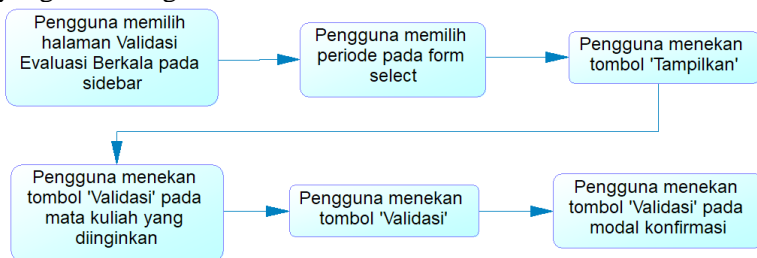 Pengguna memilih
halaman Validasi
Evaluasi Berkala pada
sidebar
Pengguna memilih
periode pada form
select
Pengguna menekan
tombol 'Tampilkan'
Pengguna menekan
tombol 'Validasi' pada
mata kuliah yang
diinginkan
Pengguna menekan
tombol 'Validasi'
Pengguna menekan
tombol 'Validasi' pada
modal konfirmasi